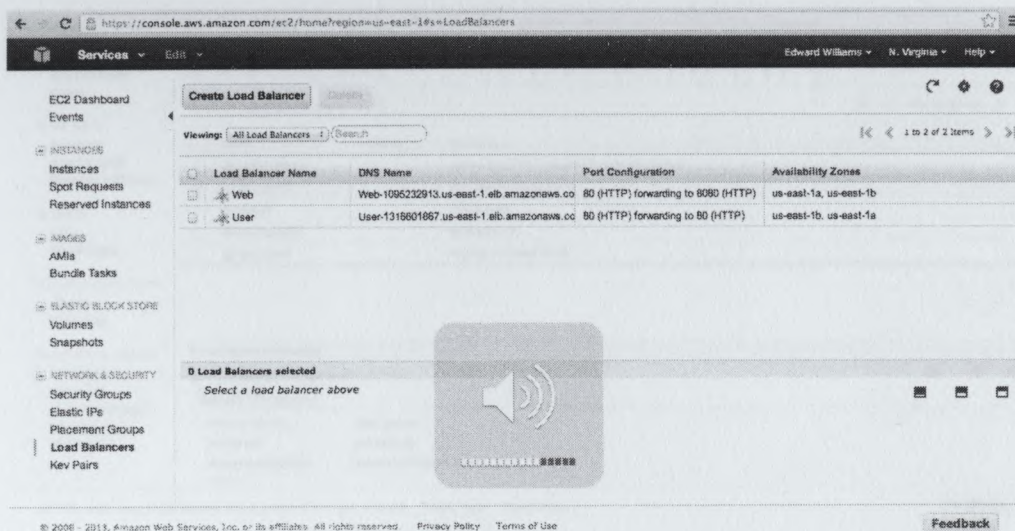 https://console.aws.amazon.com/ec2/home?region=us-east-1#s=LoadBalancers
Services Edit Edward Williams N. Virginia Help
EC2 Dashboard
Events
INSTANCES
Instances
Spot Requests
Reserved Instances
IMAGES
AMIs
Bundle Tasks
ELASTIC BLOCK STORE
Volumes
Snapshots
NETWORK & SECURITY
Security Groups
Elastic IPs
Placement Groups
Load Balancers
Key Pairs
Create Load Balancer Delete
Viewing: All Load Balancers Search 1 to 2 of 2 Items
Load Balancer Name DNS Name Port Configuration Availability Zones
Web Web-1095232913.us-east-1.elb.amazonaws.co 80 (HTTP) forwarding to 8080 (HTTP) us-east-1a, us-east-1b
User User-1316601667.us-east-1.elb.amazonaws.co 80 (HTTP) forwarding to 80 (HTTP) us-east-1b, us-east-1a
0 Load Balancers selected
Select a load balancer above
© 2008 - 2013, Amazon Web Services, Inc. or its affiliates. All rights reserved. Privacy Policy Terms of Use Feedback